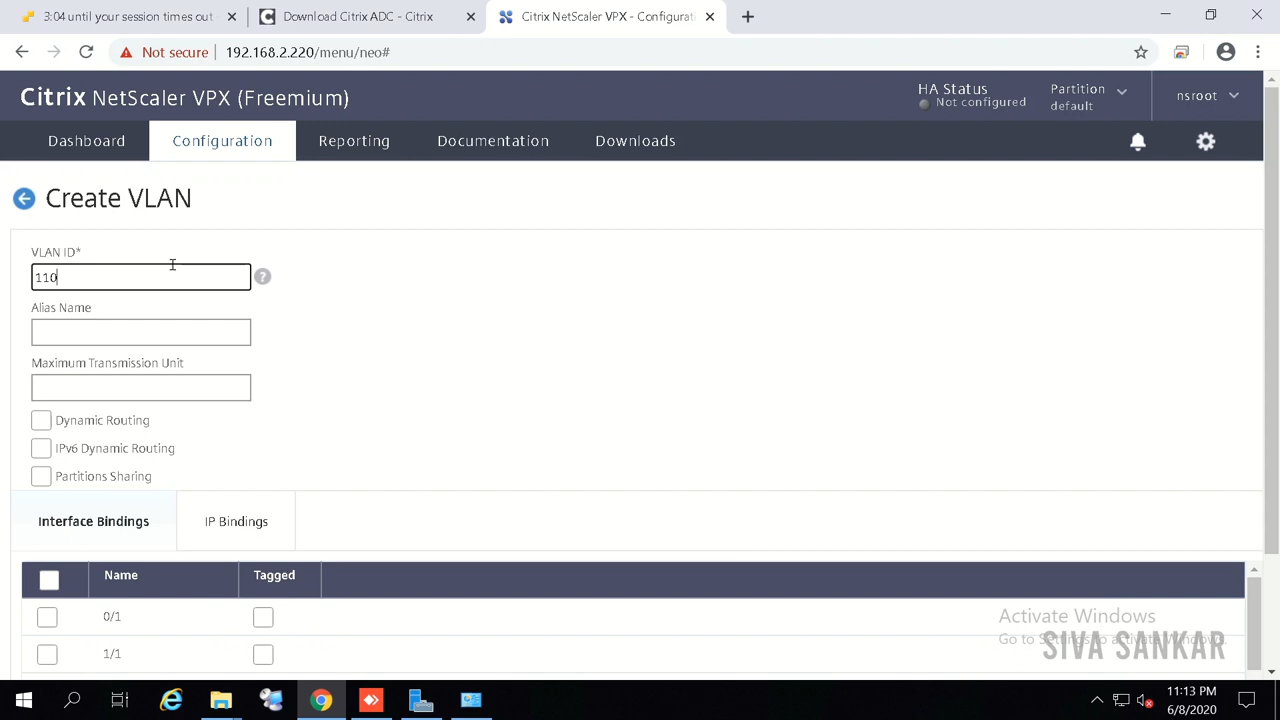 3:04 until your session times out
Download Citrix ADC - Citrix
Citrix NetScaler VPX - Configurati
Not secure
192.168.2.220/menu/neo#
Citrix NetScaler VPX (Freemium)
HA Status
Not configured
Partition
default
nsroot
Dashboard
Configuration
Reporting
Documentation
Downloads
Create VLAN
VLAN ID*
110
Alias Name
Maximum Transmission Unit
Dynamic Routing
IPv6 Dynamic Routing
Partitions Sharing
Interface Bindings
IP Bindings
Name
Tagged
0/1
1/1
Activate Windows
Go to Settings to activate Windows.
SIVA SANKAR
11:13 PM
6/8/2020